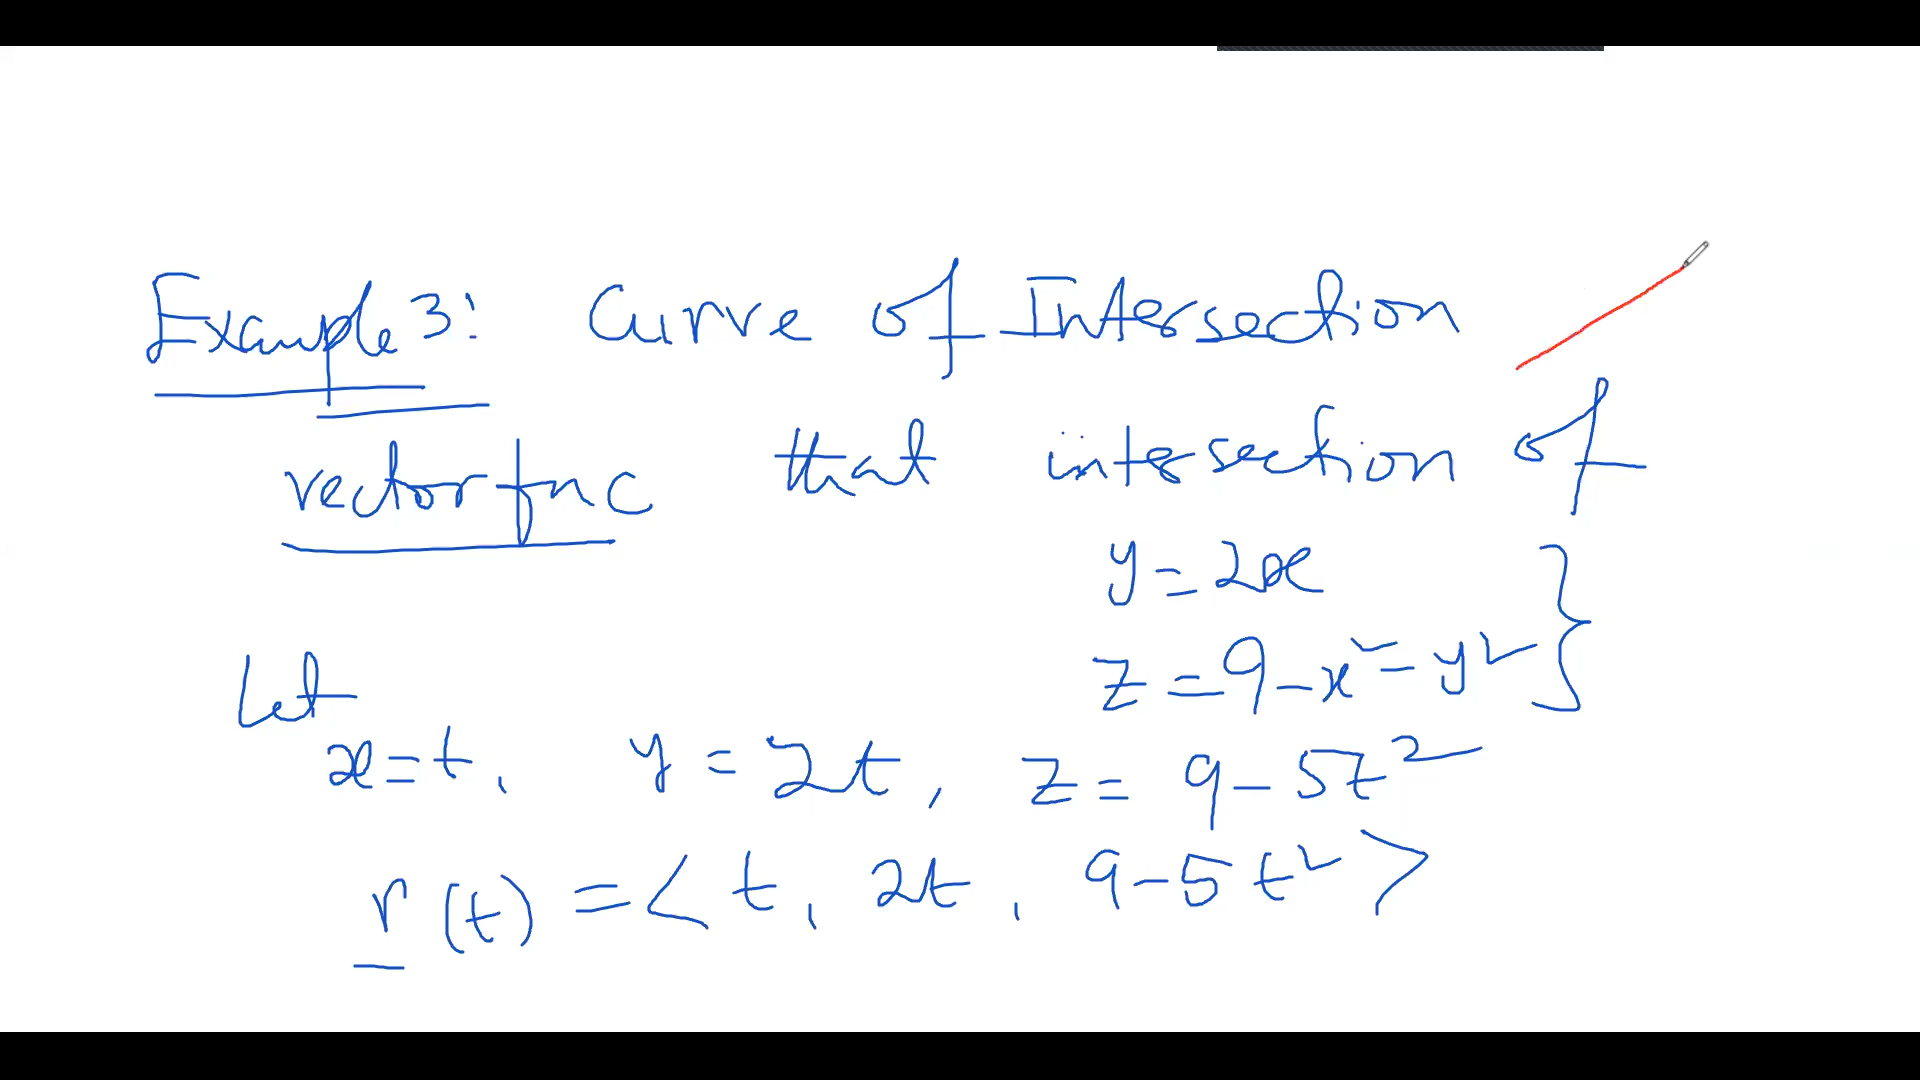 Example 3: Curve of Intersection
vector fnc that intersection of
y = 2x
z = 9 - x² - y² }
Let
x = t, y = 2t, z = 9 - 5t²
r(t) = < t, 2t, 9 - 5t² >